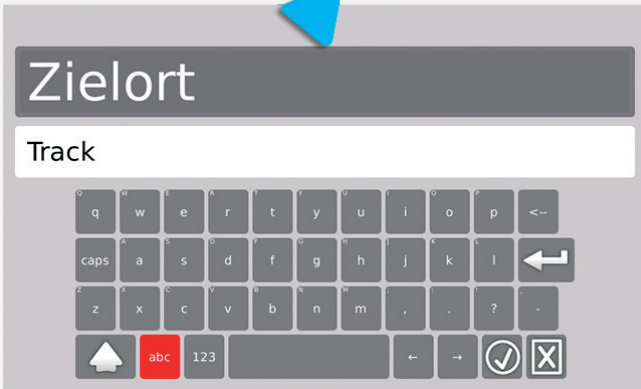 Zielort
Track
Q W E R T Y U I O P
q w e r t y u i o p <--
A S D F G H J K L
caps a s d f g h j k l
Z X C V B N M ; : ! _
z x c v b n m , . ? -
abc 123 ← →